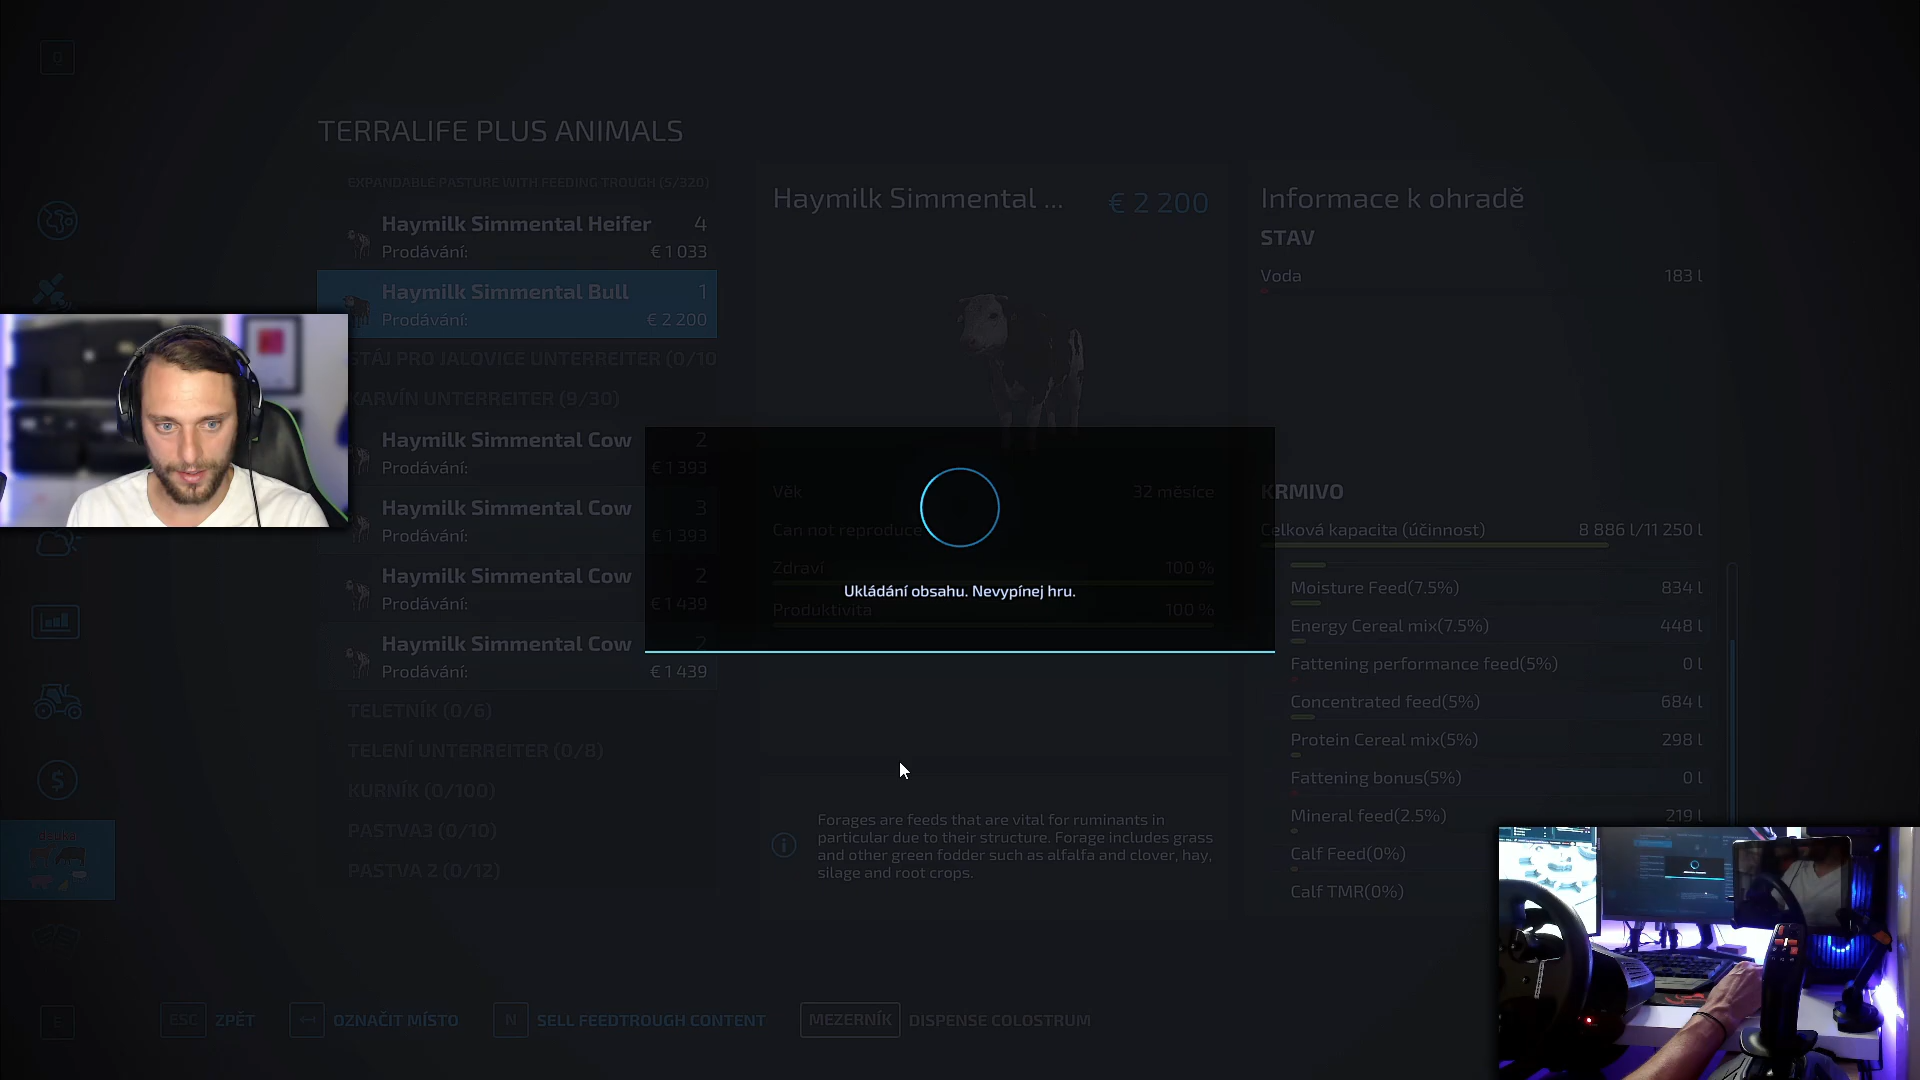 Q
TERRALIFE PLUS ANIMALS
EXPANDABLE PASTURE WITH FEEDING TROUGH (5/320)
Haymilk Simmental Heifer 4
Prodávání: € 1 033
Haymilk Simmental Bull 1
Prodávání: € 2 200
STÁJ PRO JALOVICE UNTERREITER (0/10
KARVÍN UNTERREITER (9/30)
Haymilk Simmental Cow 2
Prodávání: € 1 393
Haymilk Simmental Cow 3
Prodávání: € 1 393
Haymilk Simmental Cow 2
Prodávání: € 1 439
Haymilk Simmental Cow 2
Prodávání: € 1 439
TELETNÍK (0/6)
TELENÍ UNTERREITER (0/8)
KURNÍK (0/100)
PASTVA3 (0/10)
PASTVA 2 (0/12)
Haymilk Simmental ... € 2 200
Věk 32 měsíce
Can not reproduce
Zdraví 100 %
Ukládání obsahu. Nevypínej hru.
Produktivita 100 %
Forages are feeds that are vital for ruminants in
particular due to their structure. Forage includes grass
and other green fodder such as alfalfa and clover, hay,
silage and root crops.
Informace k ohradě
STAV
Voda 183 l
KRMIVO
Celková kapacita (účinnost) 8 886 l/11 250 l
Moisture Feed(7.5%) 834 l
Energy Cereal mix(7.5%) 448 l
Fattening performance feed(5%) 0 l
Concentrated feed(5%) 684 l
Protein Cereal mix(5%) 298 l
Fattening bonus(5%) 0 l
Mineral feed(2.5%) 219 l
Calf Feed(0%)
Calf TMR(0%)
E
ESC ZPĚT
OZNAČIT MÍSTO
N SELL FEEDTROUGH CONTENT
MEZERNÍK DISPENSE COLOSTRUM